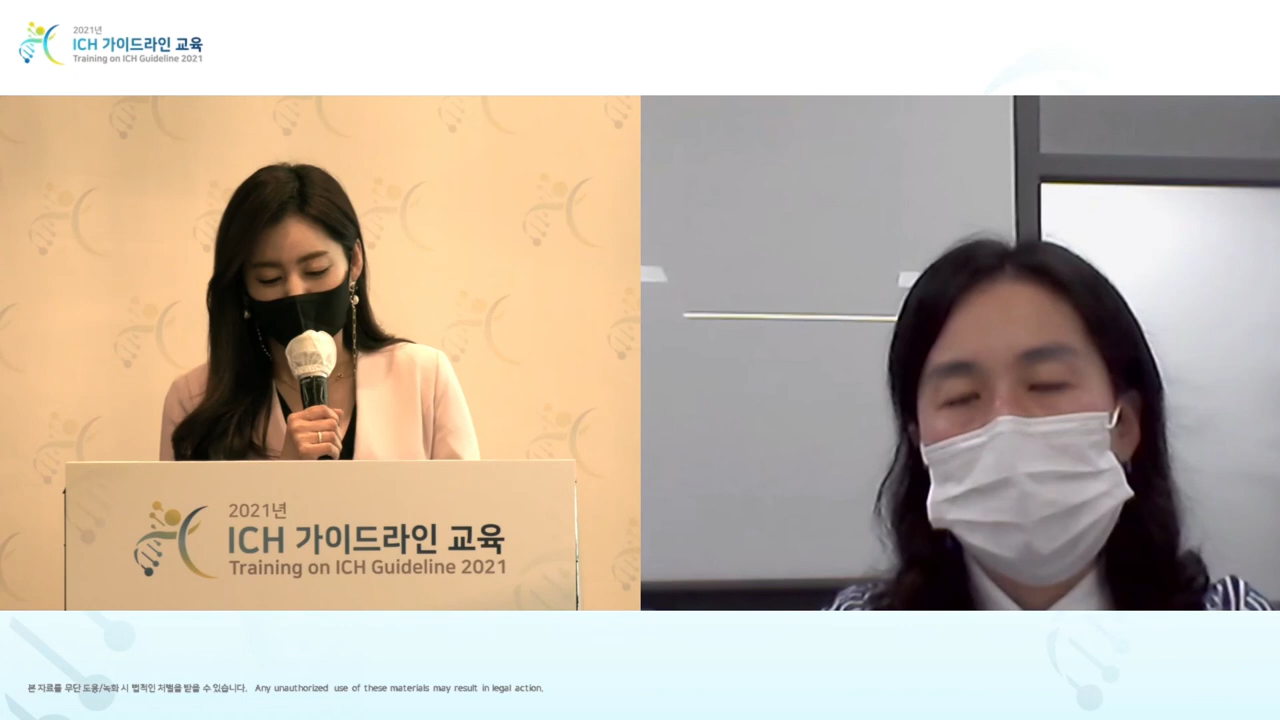 2021년
ICH 가이드라인 교육
Training on ICH Guideline 2021
2021년
ICH 가이드라인 교육
Training on ICH Guideline 2021
본 자료를 무단 도용/녹화 시 법적인 처벌을 받을 수 있습니다. Any unauthorized use of these materials may result in legal action.